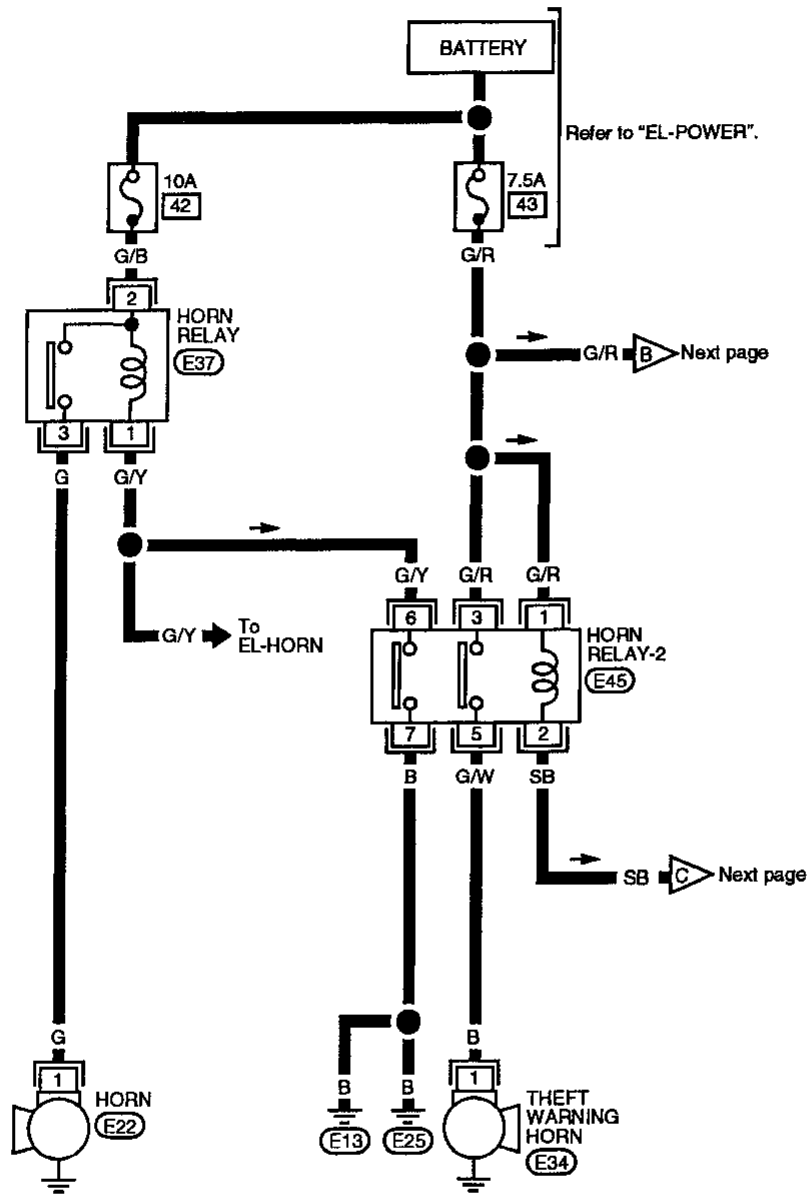 BATTERY
Refer to "EL-POWER".
10A
42
7.5A
43
G/B
G/R
2
HORN
RELAY
E37
G/R
B
Next page
3
1
G
G/Y
G/Y
G/R
G/R
G/Y
To
EL-HORN
6
3
1
HORN
RELAY-2
E45
7
5
2
B
G/W
SB
SB
C
Next page
G
B
1
HORN
E22
B
B
E13
E25
1
THEFT
WARNING
HORN
E34